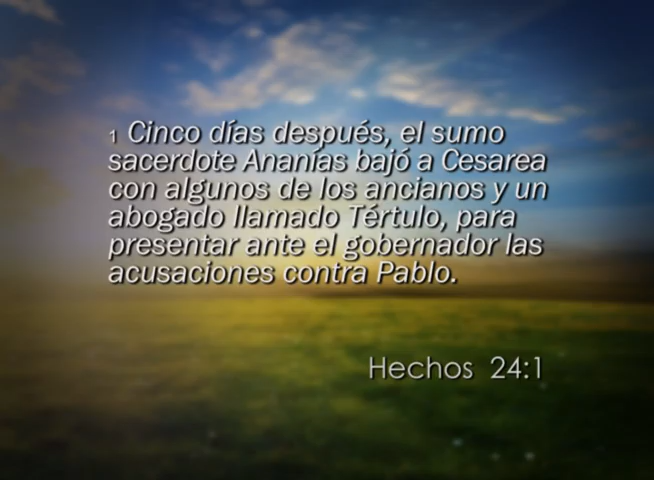 1 Cinco días después, el sumo
sacerdote Ananías bajó a Cesarea
con algunos de los ancianos y un
abogado llamado Tértulo, para
presentar ante el gobernador las
acusaciones contra Pablo.
Hechos 24:1